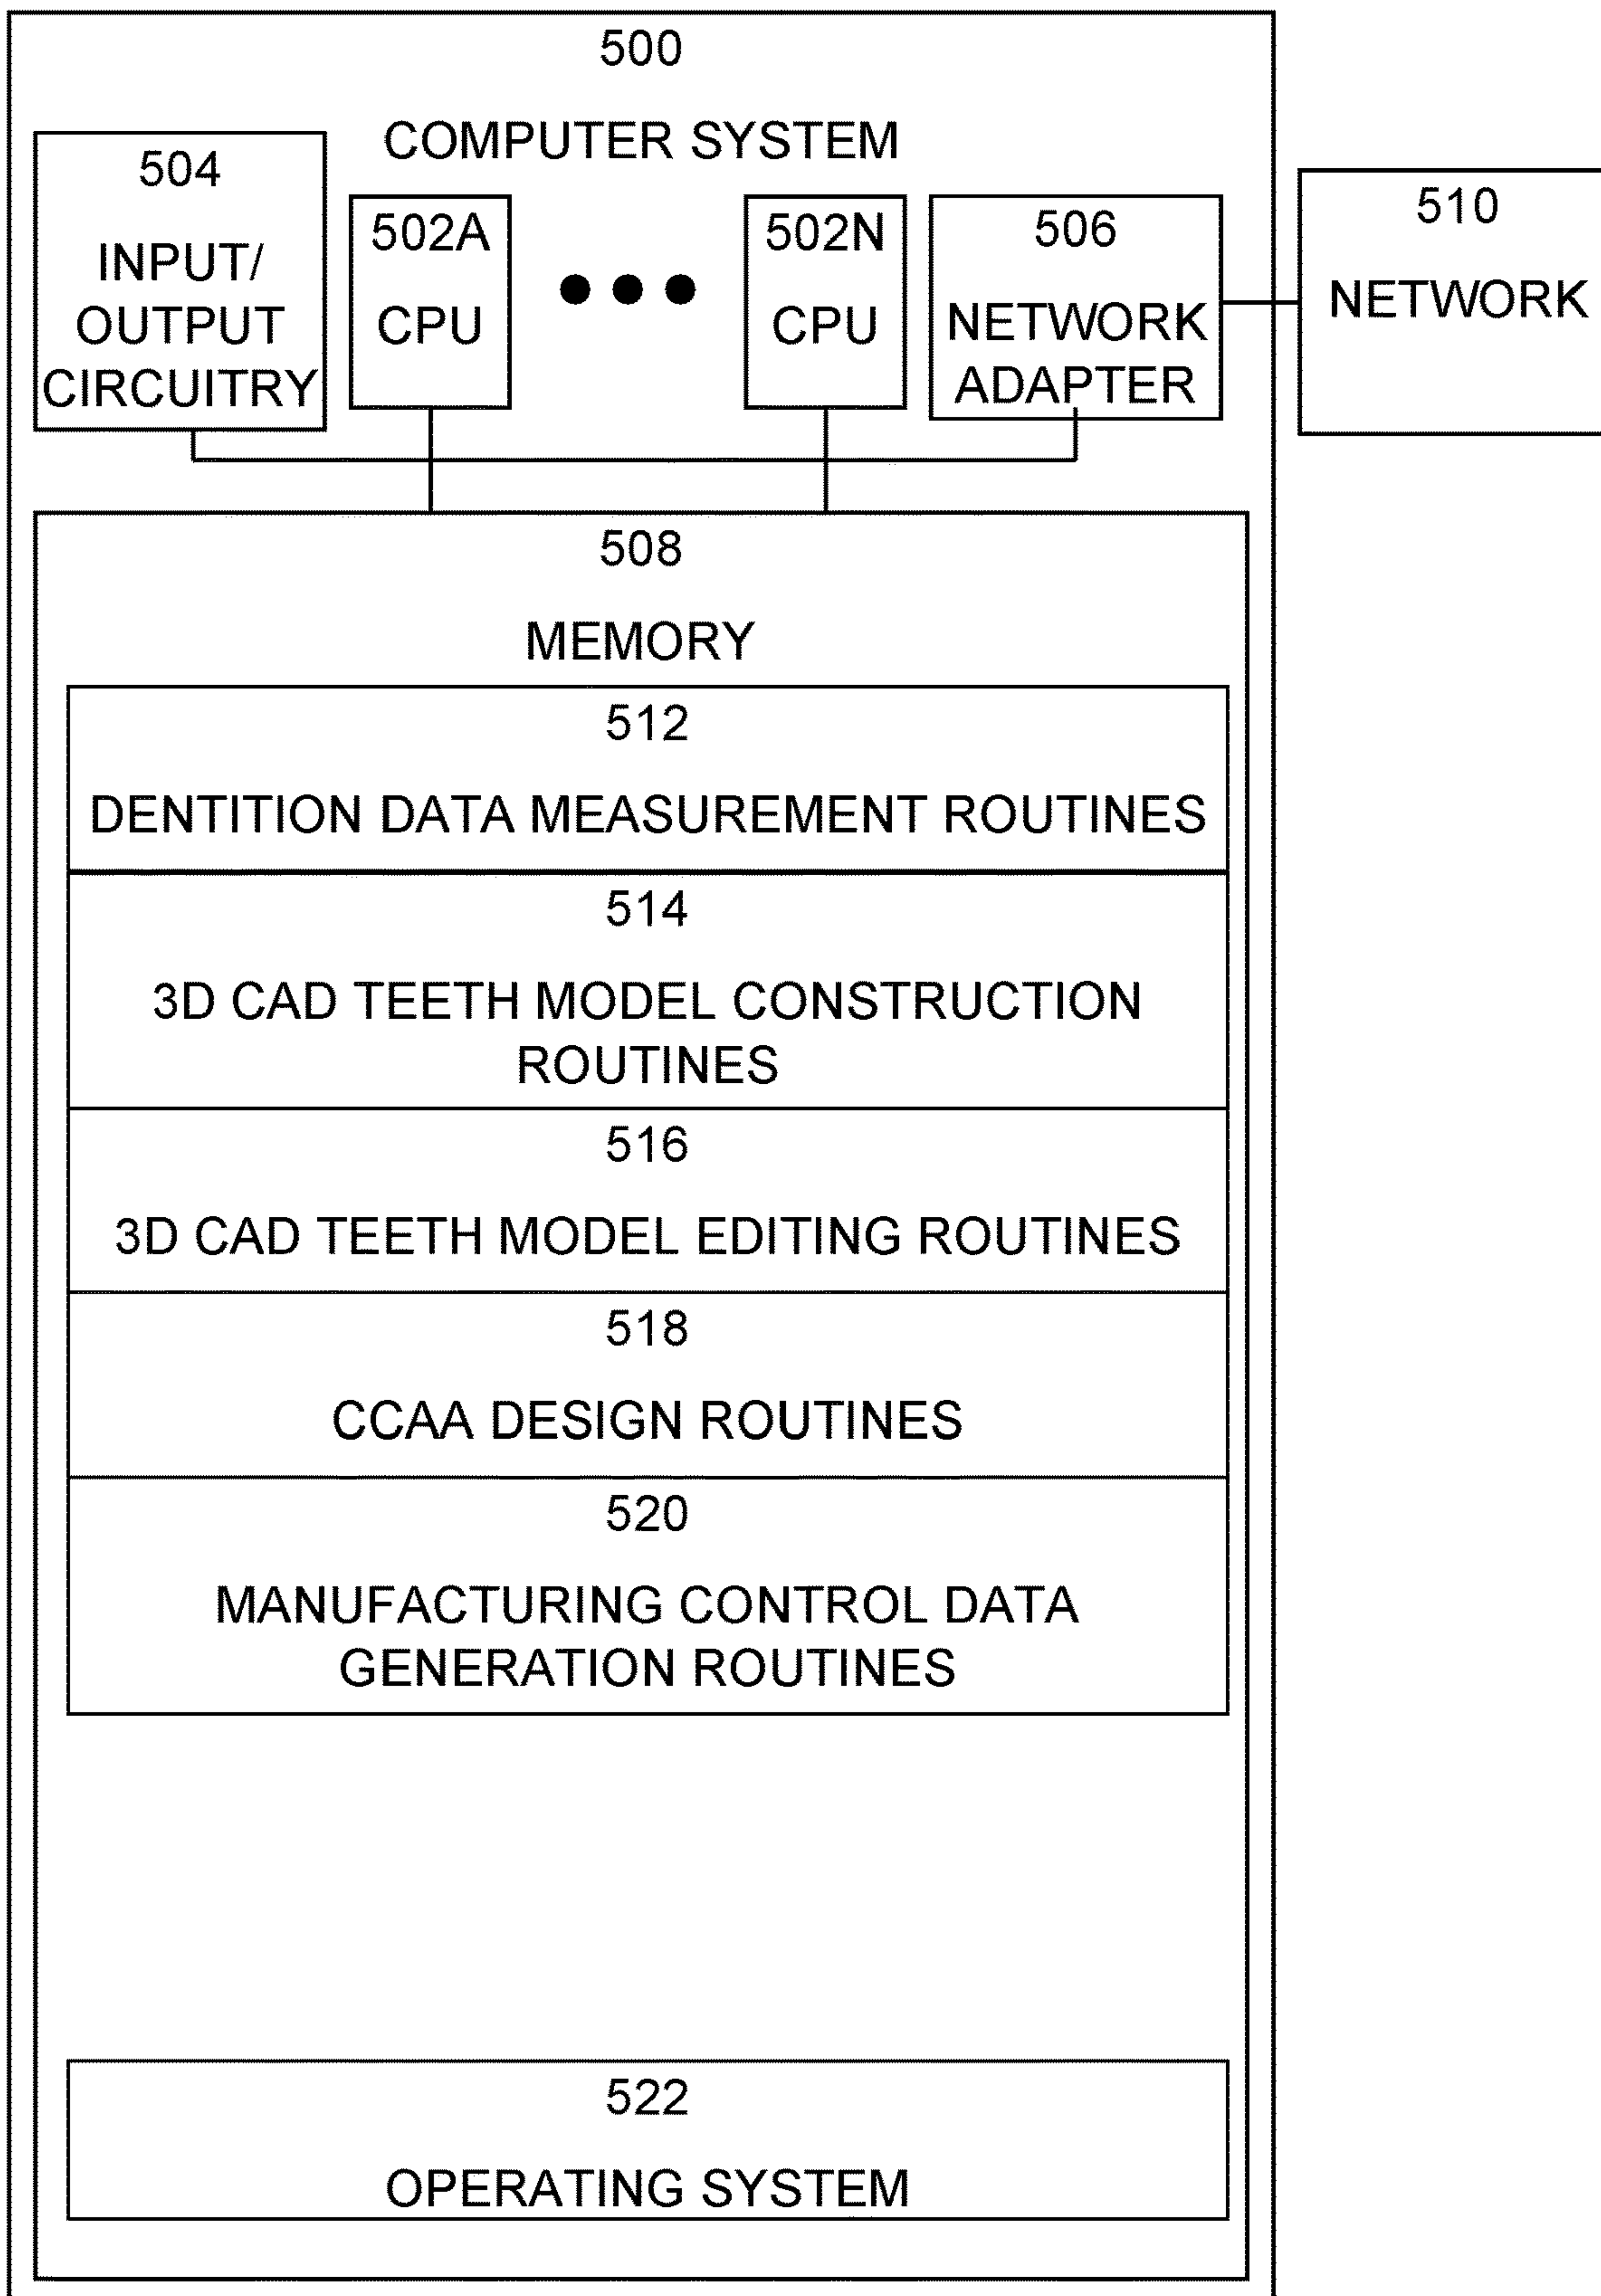 500
COMPUTER SYSTEM
504
INPUT/
OUTPUT
CIRCUITRY
502A
CPU
502N
CPU
506
NETWORK
ADAPTER
510
NETWORK
508
MEMORY
512
DENTITION DATA MEASUREMENT ROUTINES
514
3D CAD TEETH MODEL CONSTRUCTION
ROUTINES
516
3D CAD TEETH MODEL EDITING ROUTINES
518
CCAA DESIGN ROUTINES
520
MANUFACTURING CONTROL DATA
GENERATION ROUTINES
522
OPERATING SYSTEM